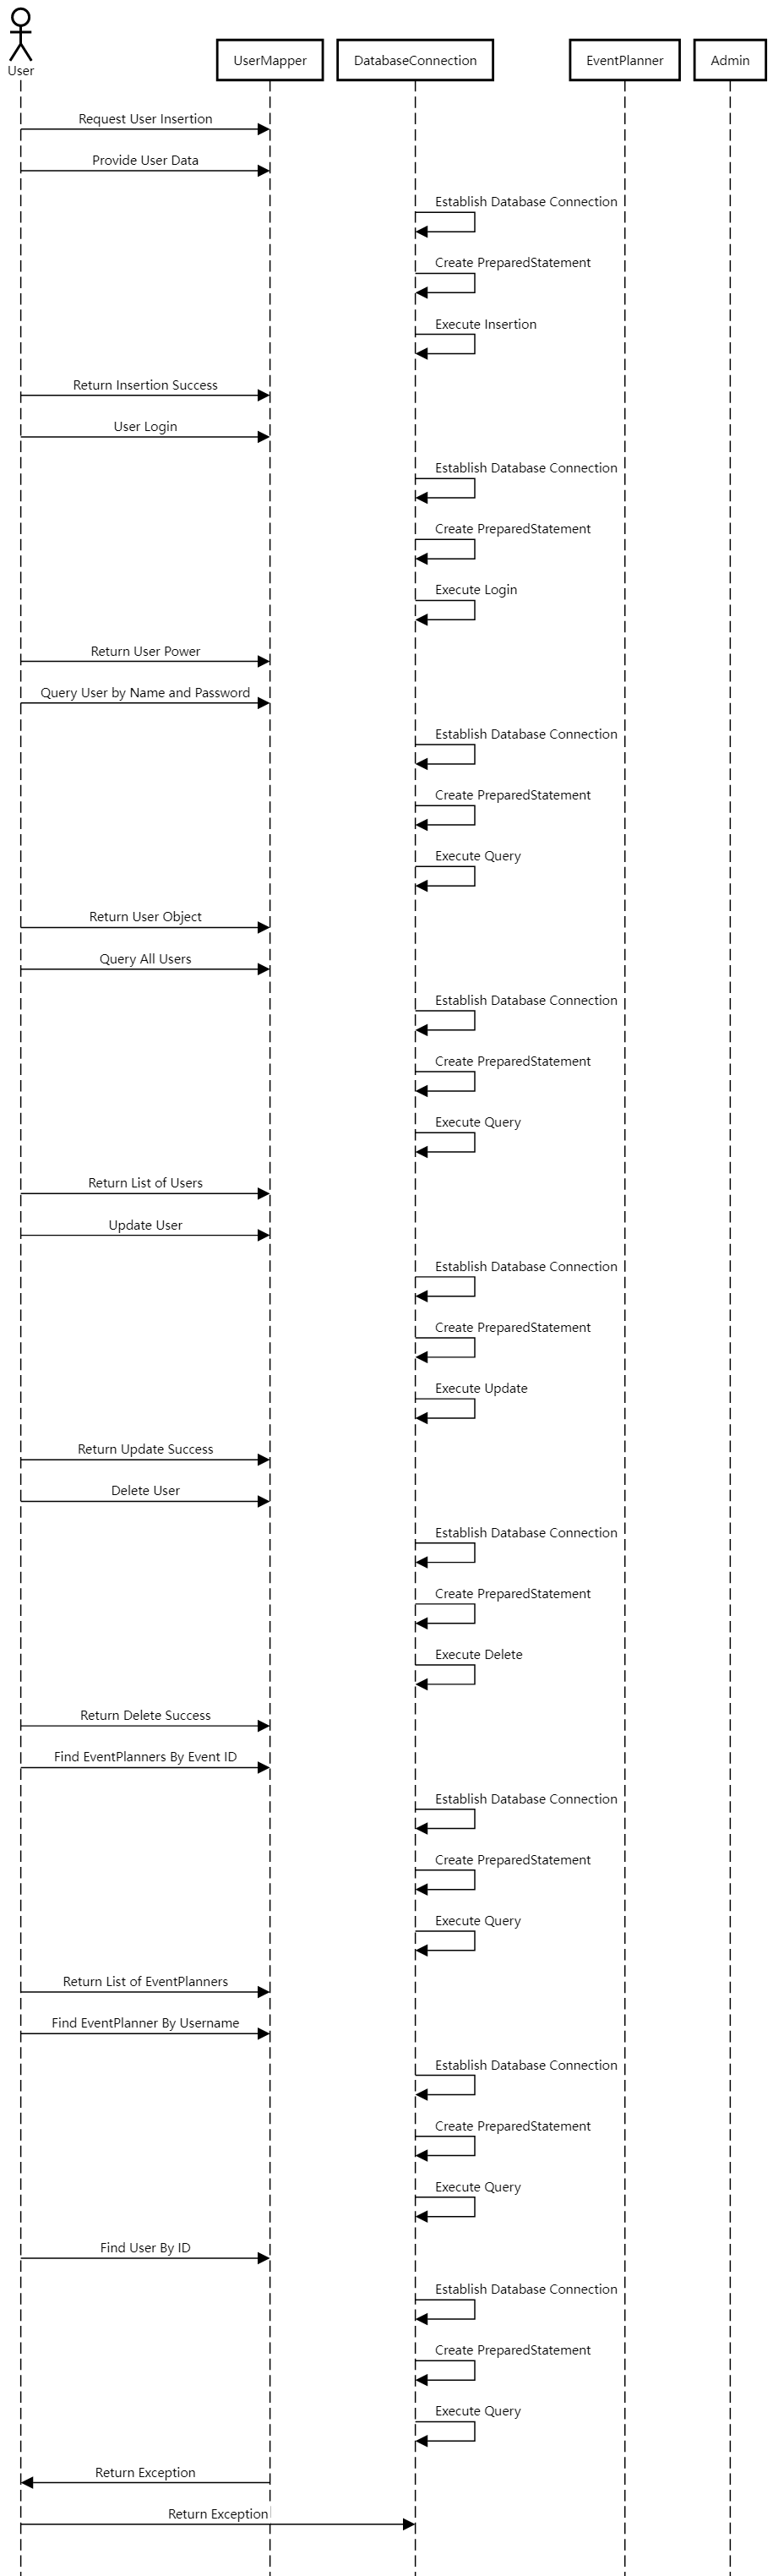 User
UserMapper
DatabaseConnection
EventPlanner
Admin
Request User Insertion
Provide User Data
Establish Database Connection
Create PreparedStatement
Execute Insertion
Return Insertion Success
User Login
Establish Database Connection
Create PreparedStatement
Execute Login
Return User Power
Query User by Name and Password
Establish Database Connection
Create PreparedStatement
Execute Query
Return User Object
Query All Users
Establish Database Connection
Create PreparedStatement
Execute Query
Return List of Users
Update User
Establish Database Connection
Create PreparedStatement
Execute Update
Return Update Success
Delete User
Establish Database Connection
Create PreparedStatement
Execute Delete
Return Delete Success
Find EventPlanners By Event ID
Establish Database Connection
Create PreparedStatement
Execute Query
Return List of EventPlanners
Find EventPlanner By Username
Establish Database Connection
Create PreparedStatement
Execute Query
Find User By ID
Establish Database Connection
Create PreparedStatement
Execute Query
Return Exception
Return Exception